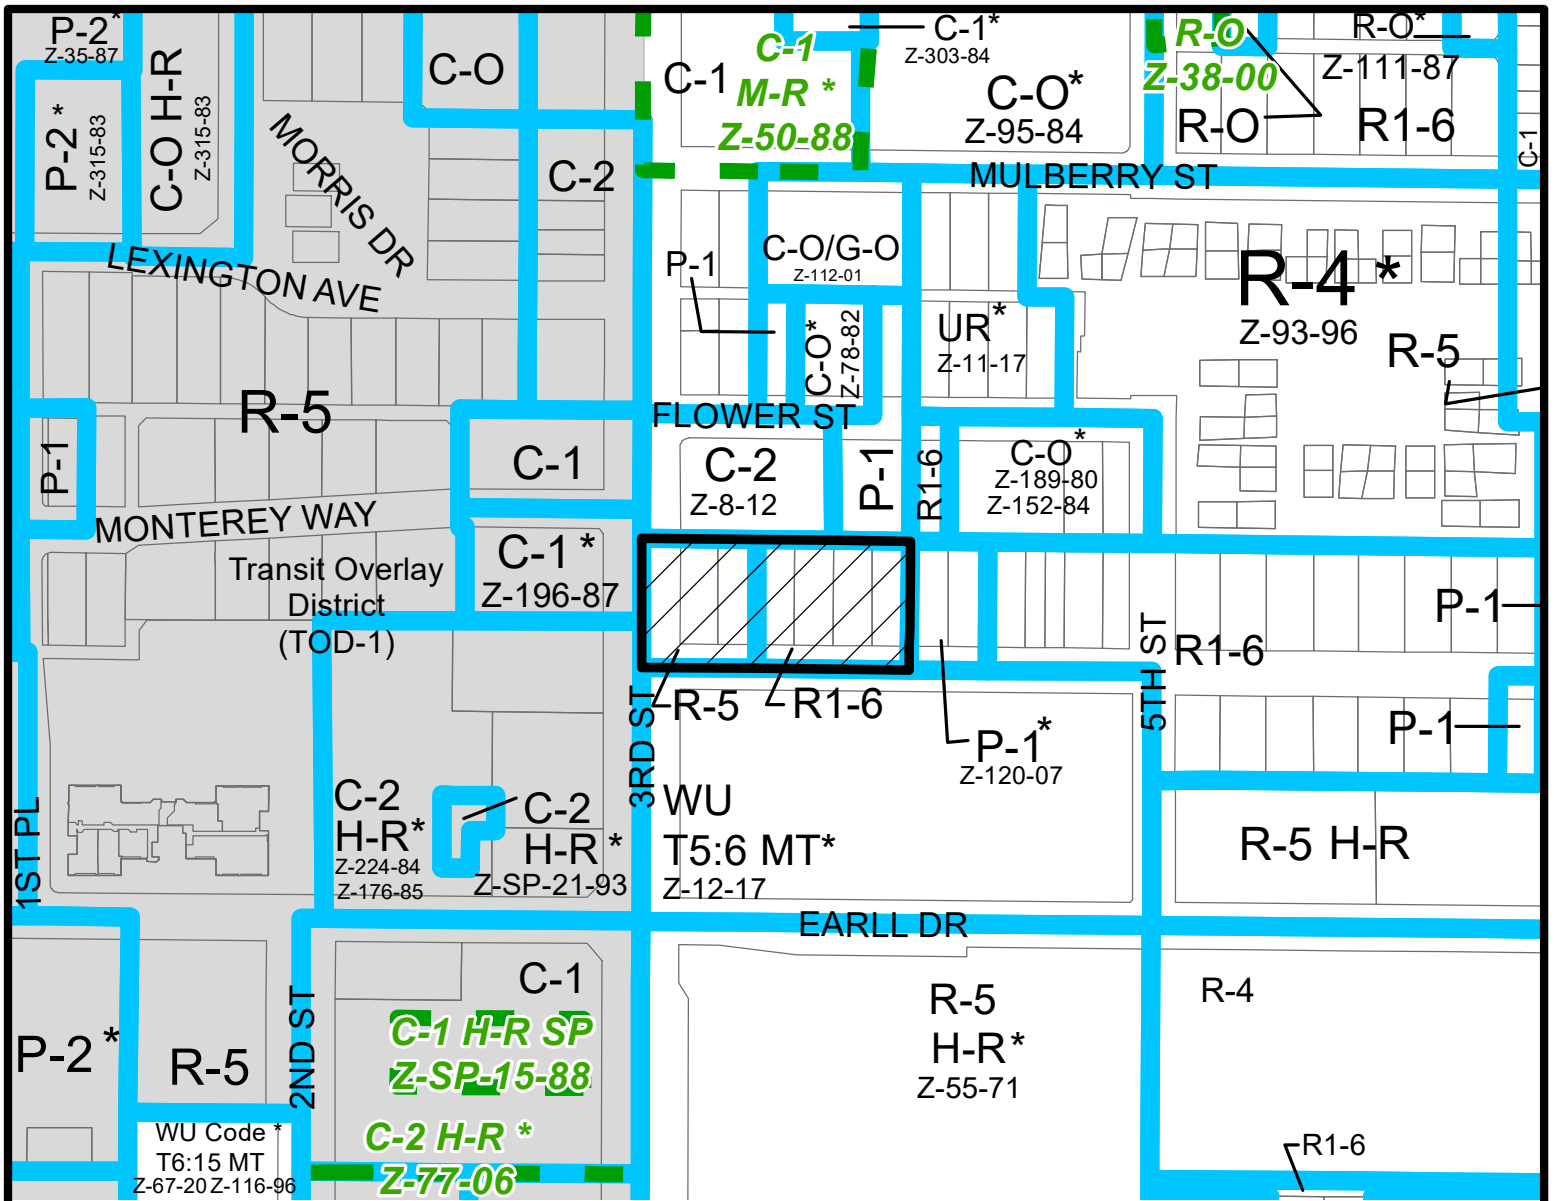 P-2*
Z-35-87
P-2 *
Z-315-83
C-O H-R
Z-315-83
C-O
MORRIS DR
C-2
LEXINGTON AVE
R-5
P-1
C-1
MONTEREY WAY
C-1 *
Z-196-87
Transit Overlay
District
(TOD-1)
C-1
C-1
M-R *
Z-50-88
C-1*
Z-303-84
C-O*
Z-95-84
R-O
Z-38-00
R-O*
Z-111-87
R-O
R1-6
C-1
MULBERRY ST
P-1
C-O/G-O
Z-112-01
C-O*
Z-78-82
UR*
Z-11-17
R-4 *
Z-93-96
R-5
FLOWER ST
C-2
Z-8-12
P-1
R1-6
C-O*
Z-189-80
Z-152-84
R-5
R1-6
P-1*
Z-120-07
5TH ST
R1-6
P-1
P-1
R-5 H-R
3RD ST
WU
T5:6 MT*
Z-12-17
1ST PL
C-2
H-R*
Z-224-84
Z-176-85
C-2
H-R *
Z-SP-21-93
EARLL DR
P-2 *
R-5
2ND ST
C-1
C-1 H-R SP
Z-SP-15-88
C-2 H-R *
Z-77-06
WU Code *
T6:15 MT
Z-67-20 Z-116-96
R-5
H-R*
Z-55-71
R-4
R1-6